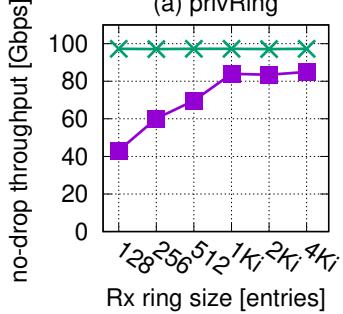 (a) privRing
no-drop throughput [Gbps]
100
80
60
40
20
0
128 256 512 1Ki 2Ki 4Ki
Rx ring size [entries]